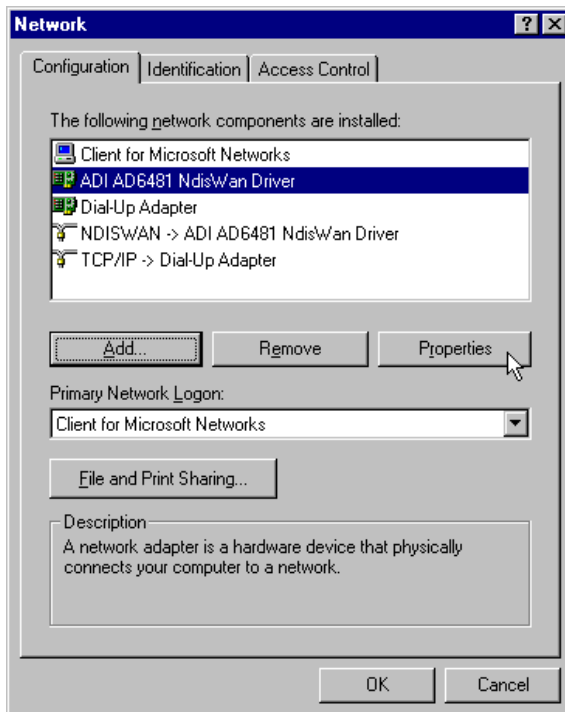 Network
Configuration Identification Access Control
The following network components are installed:
Client for Microsoft Networks
ADI AD6481 NdisWan Driver
Dial-Up Adapter
NDISWAN -> ADI AD6481 NdisWan Driver
TCP/IP -> Dial-Up Adapter
Add... Remove Properties
Primary Network Logon:
Client for Microsoft Networks
File and Print Sharing...
Description
A network adapter is a hardware device that physically
connects your computer to a network.
OK Cancel